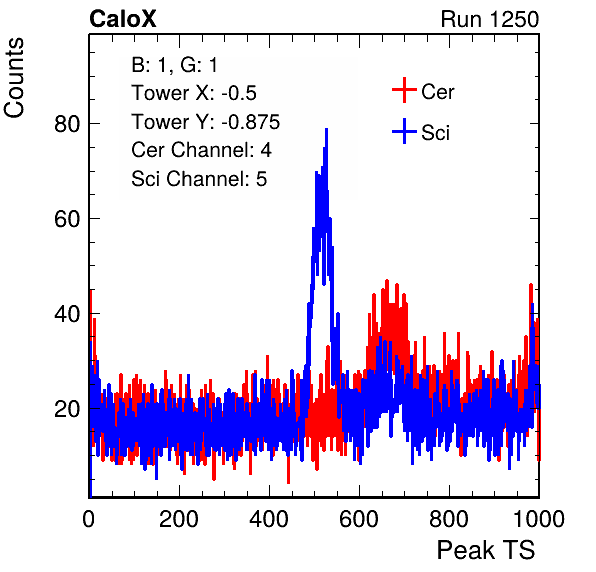 CaloX Run 1250
Counts
B: 1, G: 1
Tower X: -0.5
Tower Y: -0.875
Cer Channel: 4
Sci Channel: 5
Cer
Sci
80
60
40
20
0 200 400 600 800 1000
Peak TS